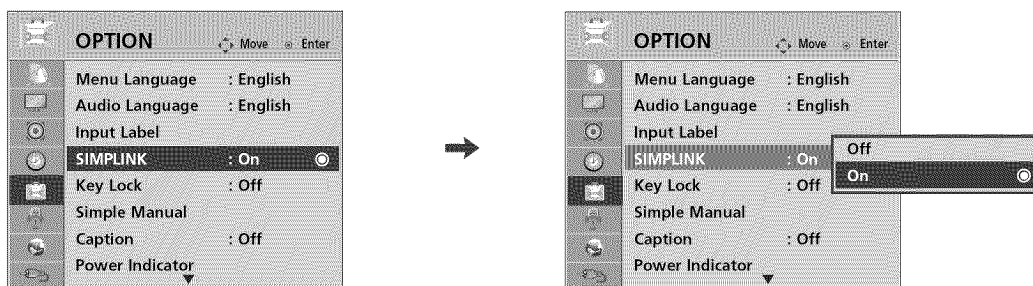 OPTION Move Enter
Menu Language : English
Audio Language : English
Input Label
SIMPLINK : On
Key Lock : Off
Simple Manual
Caption : Off
Power Indicator
OPTION Move Enter
Menu Language : English
Audio Language : English
Input Label
SIMPLINK : On
Key Lock : Off
Simple Manual
Caption : Off
Power Indicator
Off
On